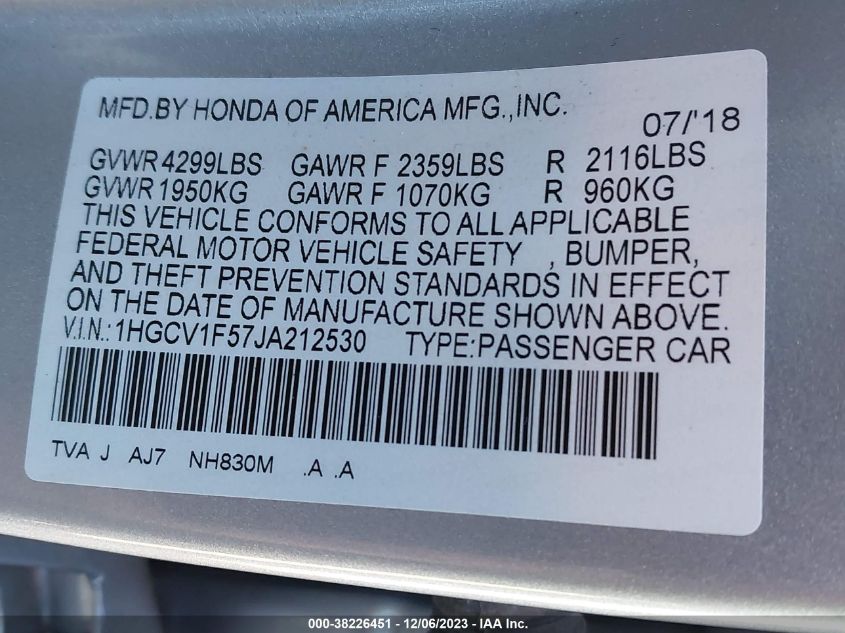 MFD.BY HONDA OF AMERICA MFG.,INC. 07/'18
GVWR 4299LBS GAWR F 2359LBS R 2116LBS
GVWR 1950KG GAWR F 1070KG R 960KG
THIS VEHICLE CONFORMS TO ALL APPLICABLE
FEDERAL MOTOR VEHICLE SAFETY , BUMPER,
AND THEFT PREVENTION STANDARDS IN EFFECT
ON THE DATE OF MANUFACTURE SHOWN ABOVE.
V.I.N.:1HGCV1F57JA212530 TYPE:PASSENGER CAR
TVA J AJ7 NH830M .A .A
000-38226451 - 12/06/2023 - IAA Inc.